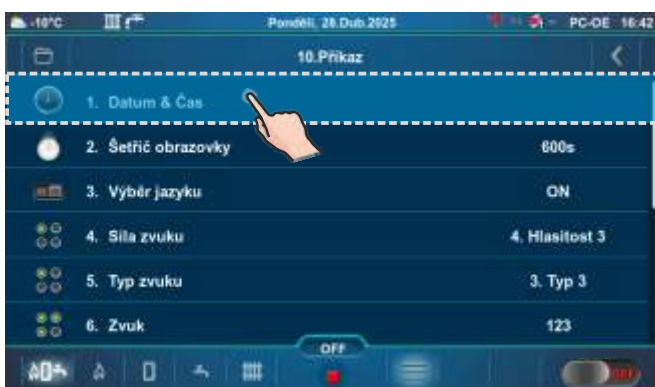 -10°C Pondělí, 28.Dub.2025 PC-OE 16:42
10.Příkaz
1. Datum & Čas
2. Šetřič obrazovky 600s
3. Výběr jazyku ON
4. Síla zvuku 4. Hlasitost 3
5. Typ zvuku 3. Typ 3
6. Zvuk 123
OFF
OFF